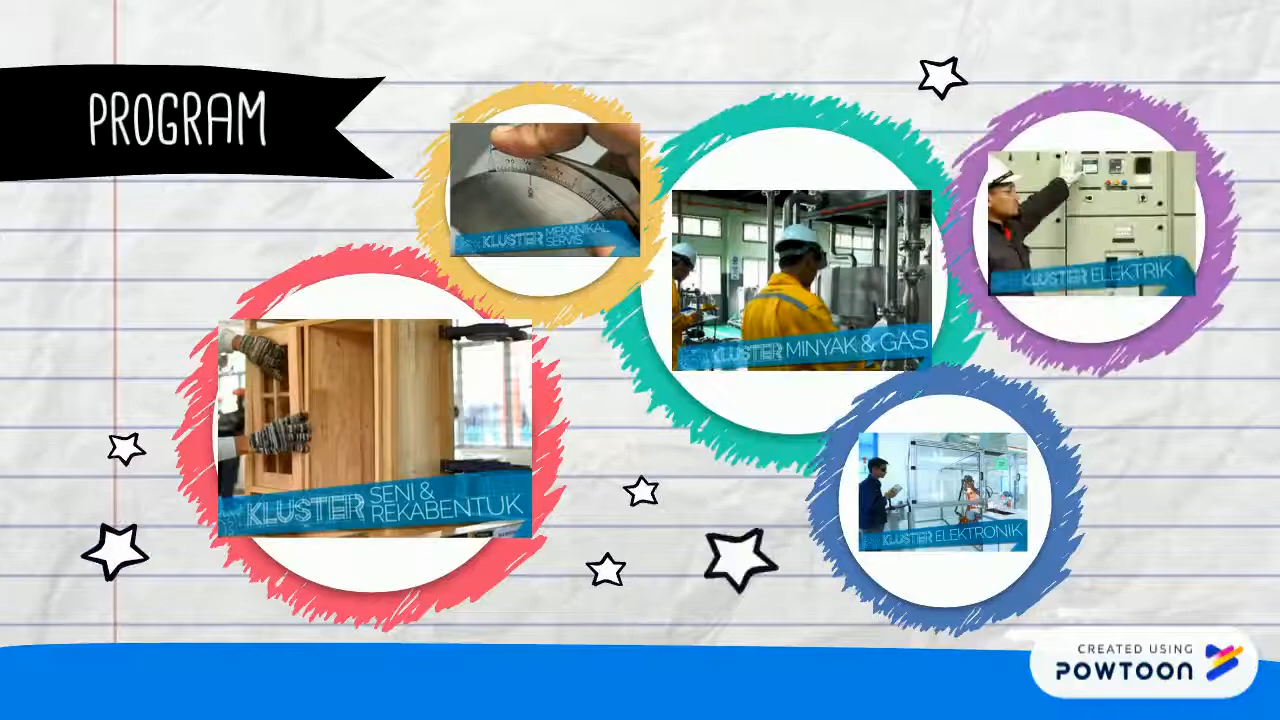 PROGRAM
KLUSTER MEKANIKAL
SERVIS
KLUSTER MINYAK & GAS
KLUSTER ELEKTRIK
KLUSTER SENI &
REKABENTUK
KLUSTER ELEKTRONIK
CREATED USING
POWTOON